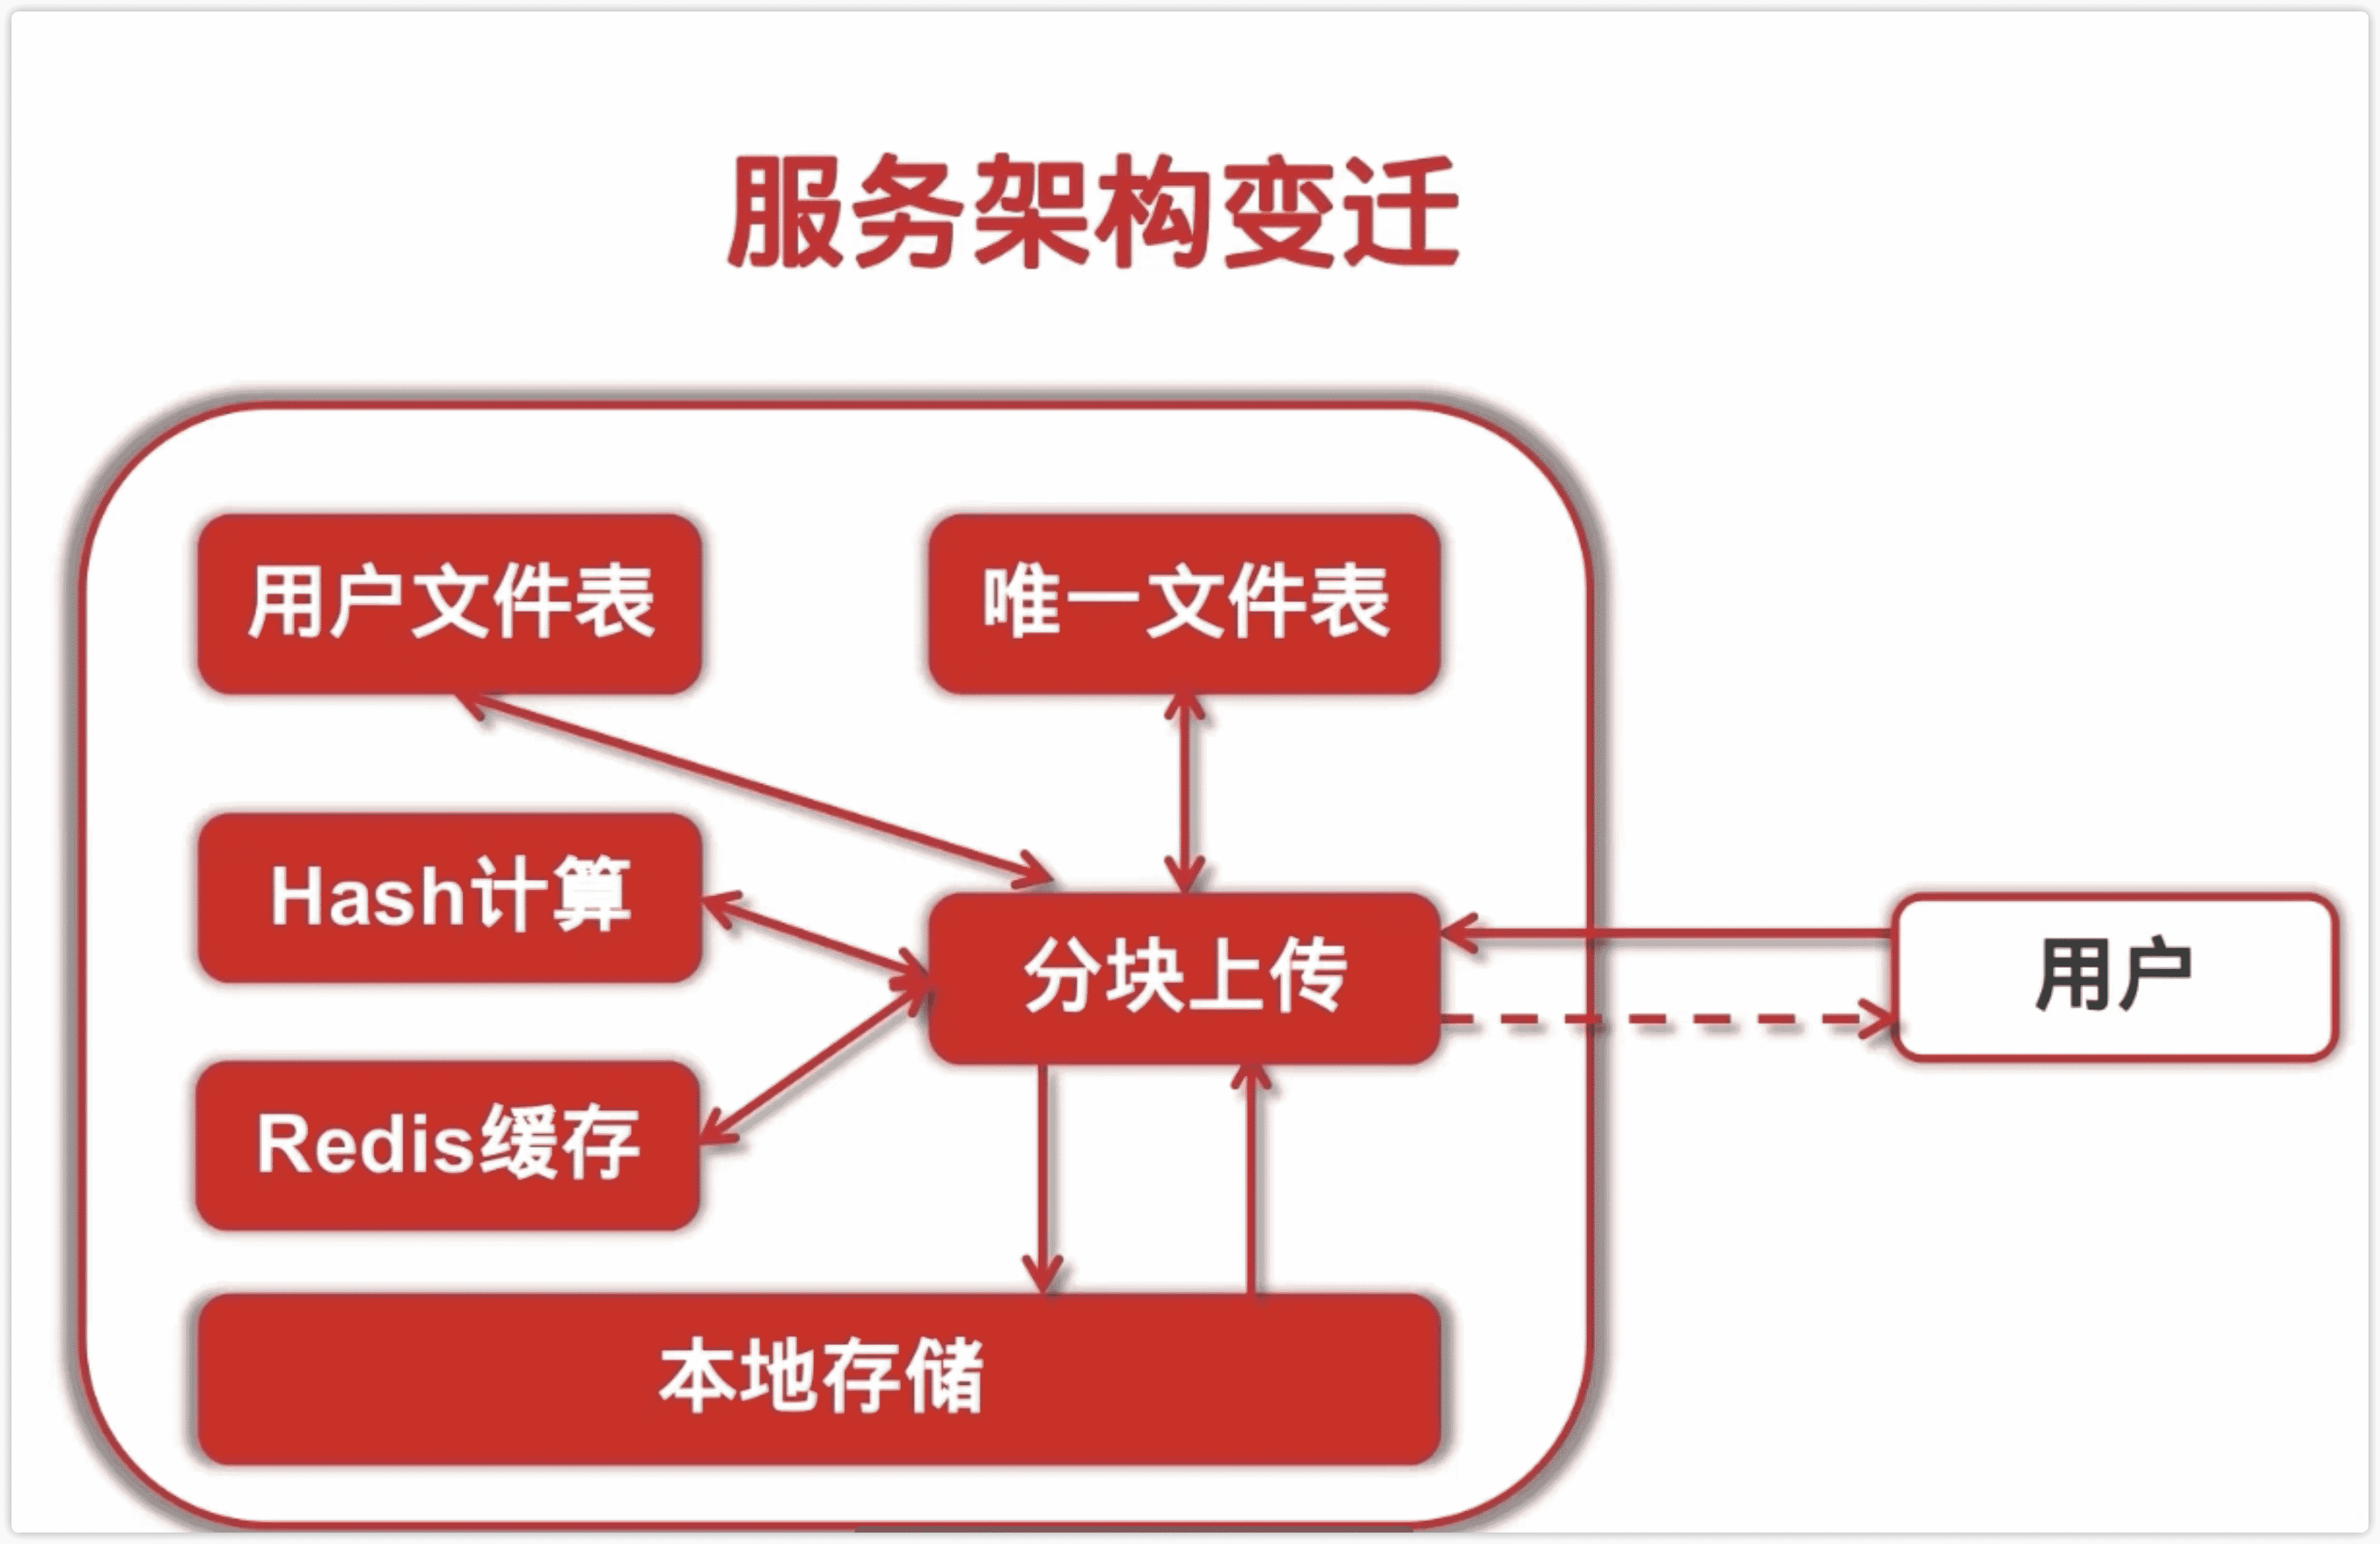 服务架构变迁
用户文件表
唯一文件表
Hash计算
分块上传
用户
Redis缓存
本地存储